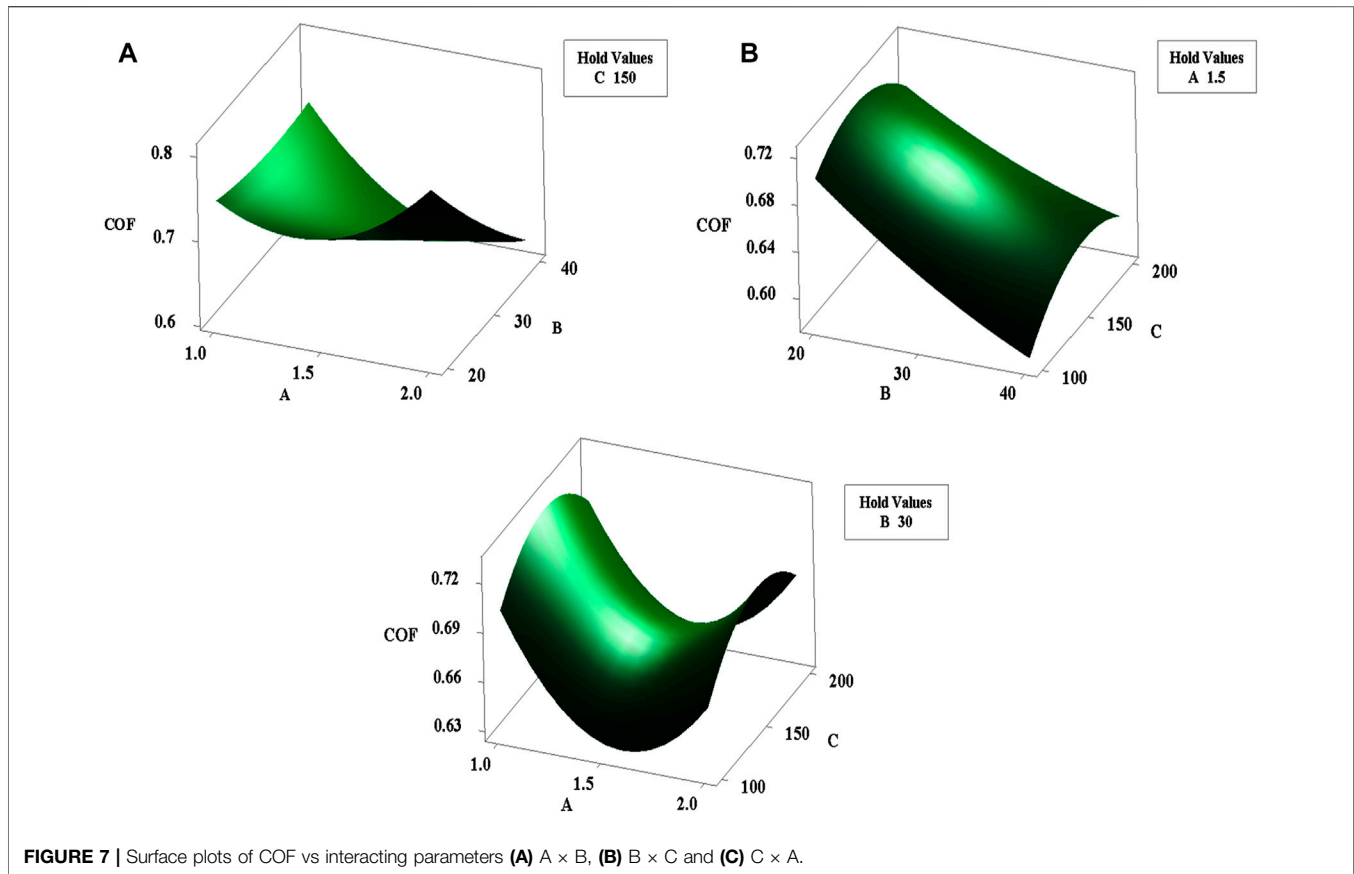 A
Hold Values
C 150
0.8
COF
0.7
0.6
1.0
1.5
2.0
A
20
30
40
B
B
Hold Values
A 1.5
0.72
0.68
COF
0.64
0.60
20
30
40
B
100
150
200
C
Hold Values
B 30
0.72
COF 0.69
0.66
0.63
1.0
1.5
2.0
A
100
150
200
C
FIGURE 7 | Surface plots of COF vs interacting parameters (A) A × B, (B) B × C and (C) C × A.